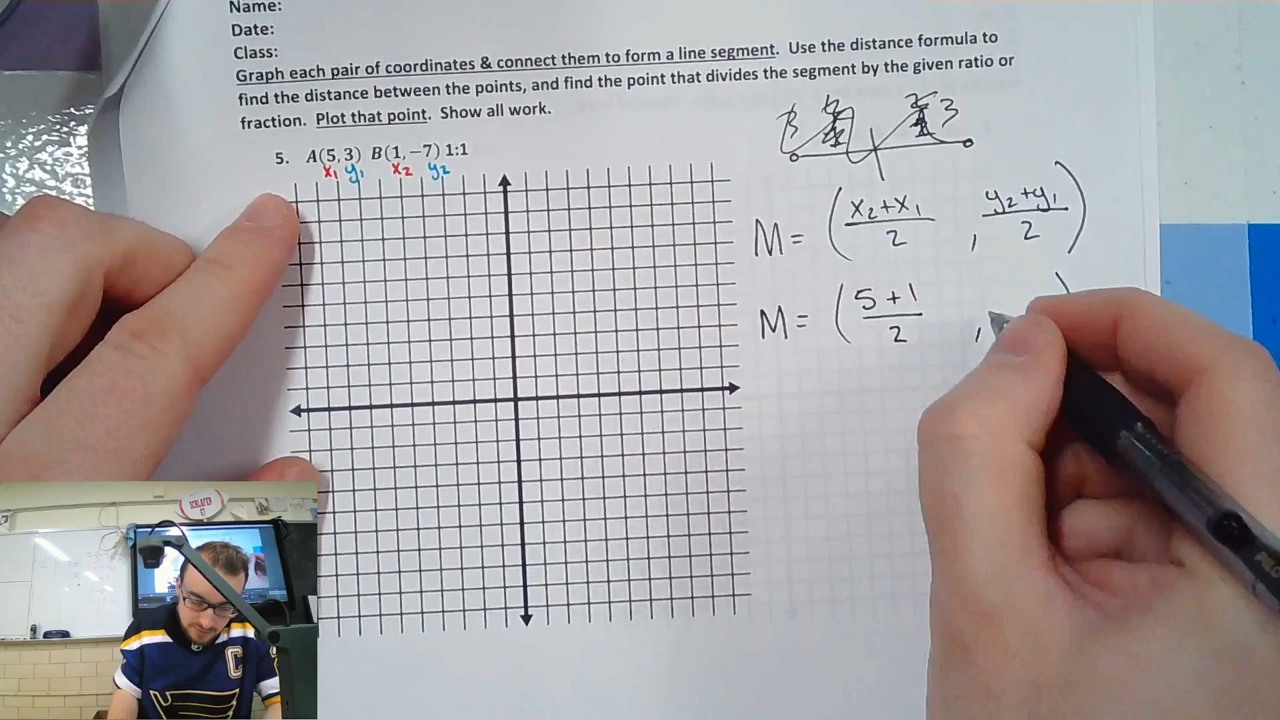 Name:
Date:
Class:
Graph each pair of coordinates & connect them to form a line segment. Use the distance formula to
find the distance between the points, and find the point that divides the segment by the given ratio or
fraction. Plot that point. Show all work.
5. A(5,3) B(1,−7) 1:1
x₁ y₁ x₂ y₂
3
M = (x₂+x₁/2, y₂+y₁/2)
M = (5+1/2, )
SCHLATER
67
C